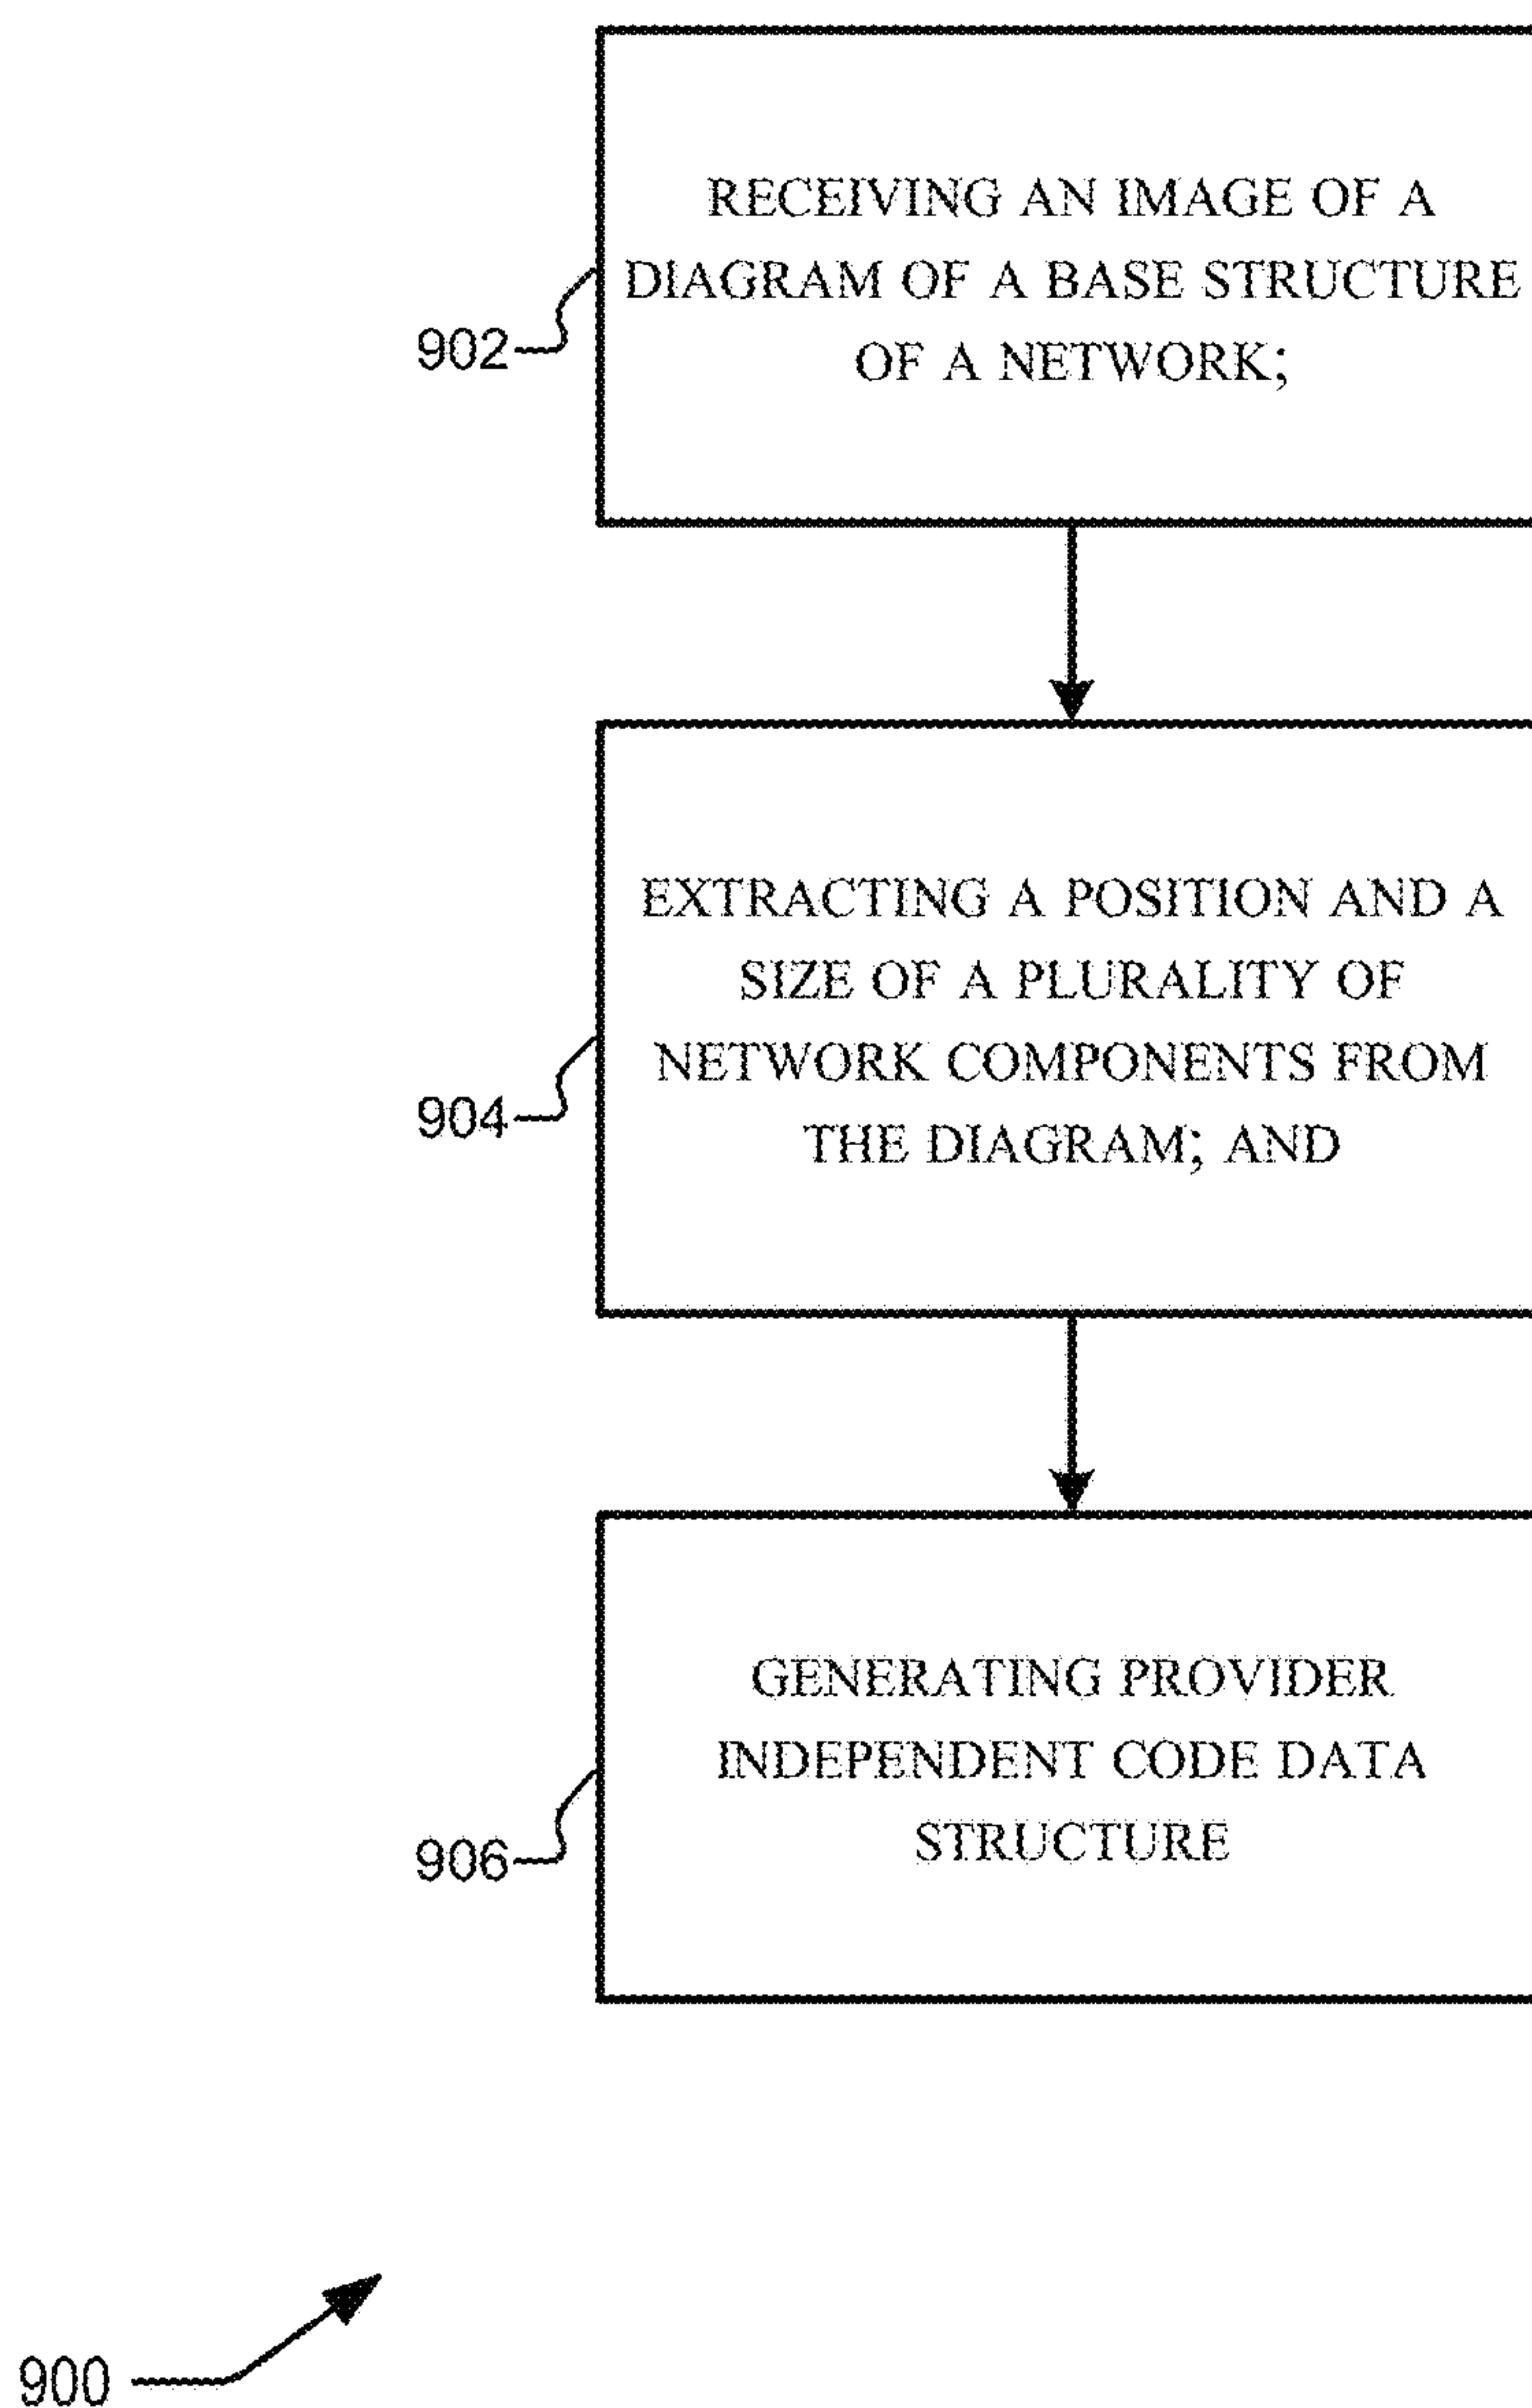 RECEIVING AN IMAGE OF A
DIAGRAM OF A BASE STRUCTURE
OF A NETWORK;
902
EXTRACTING A POSITION AND A
SIZE OF A PLURALITY OF
NETWORK COMPONENTS FROM
THE DIAGRAM; AND
904
GENERATING PROVIDER
INDEPENDENT CODE DATA
STRUCTURE
906
900